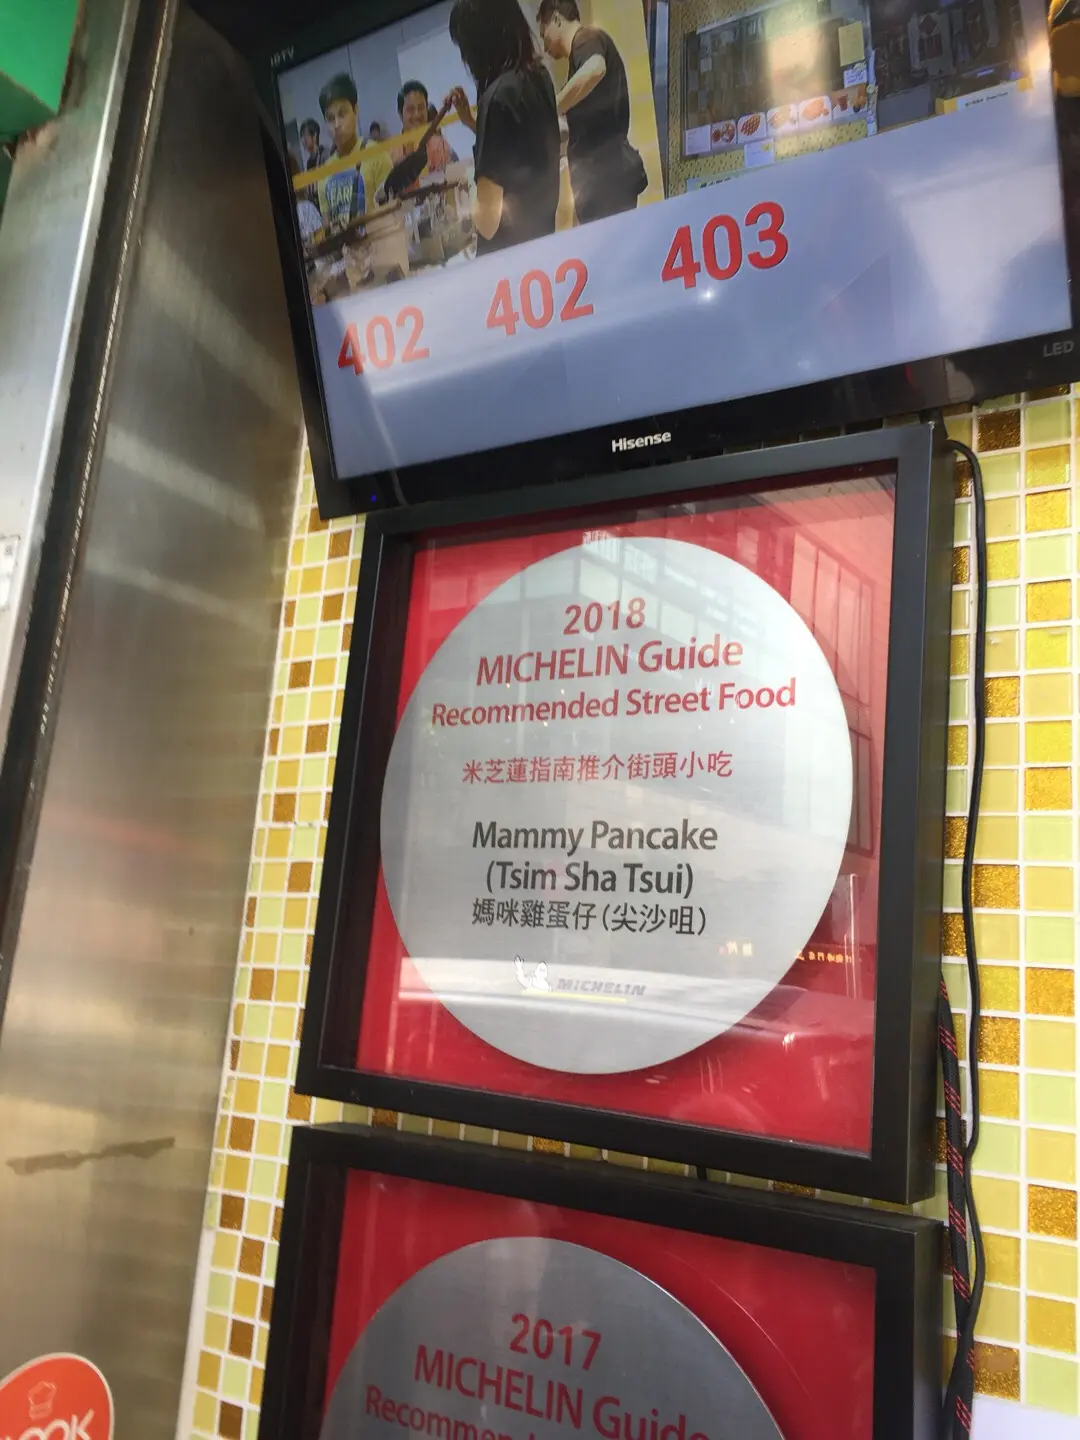 402 402 403
Hisense
LED
2018
MICHELIN Guide
Recommended Street Food
米芝蓮指南推介街頭小吃
Mammy Pancake
(Tsim Sha Tsui)
媽咪雞蛋仔(尖沙咀)
MICHELIN
2017
MICHELIN Guide